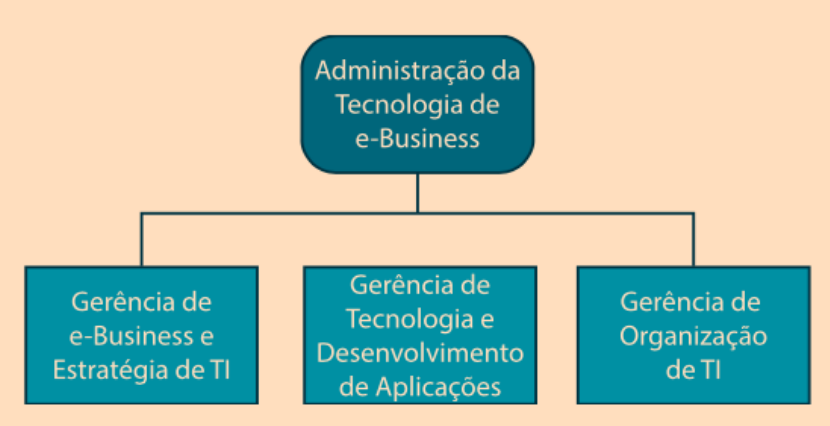 Administração da
Tecnologia de
e-Business
Gerência de
e-Business e
Estratégia de TI
Gerência de
Tecnologia e
Desenvolvimento
de Aplicações
Gerência de
Organização
de TI